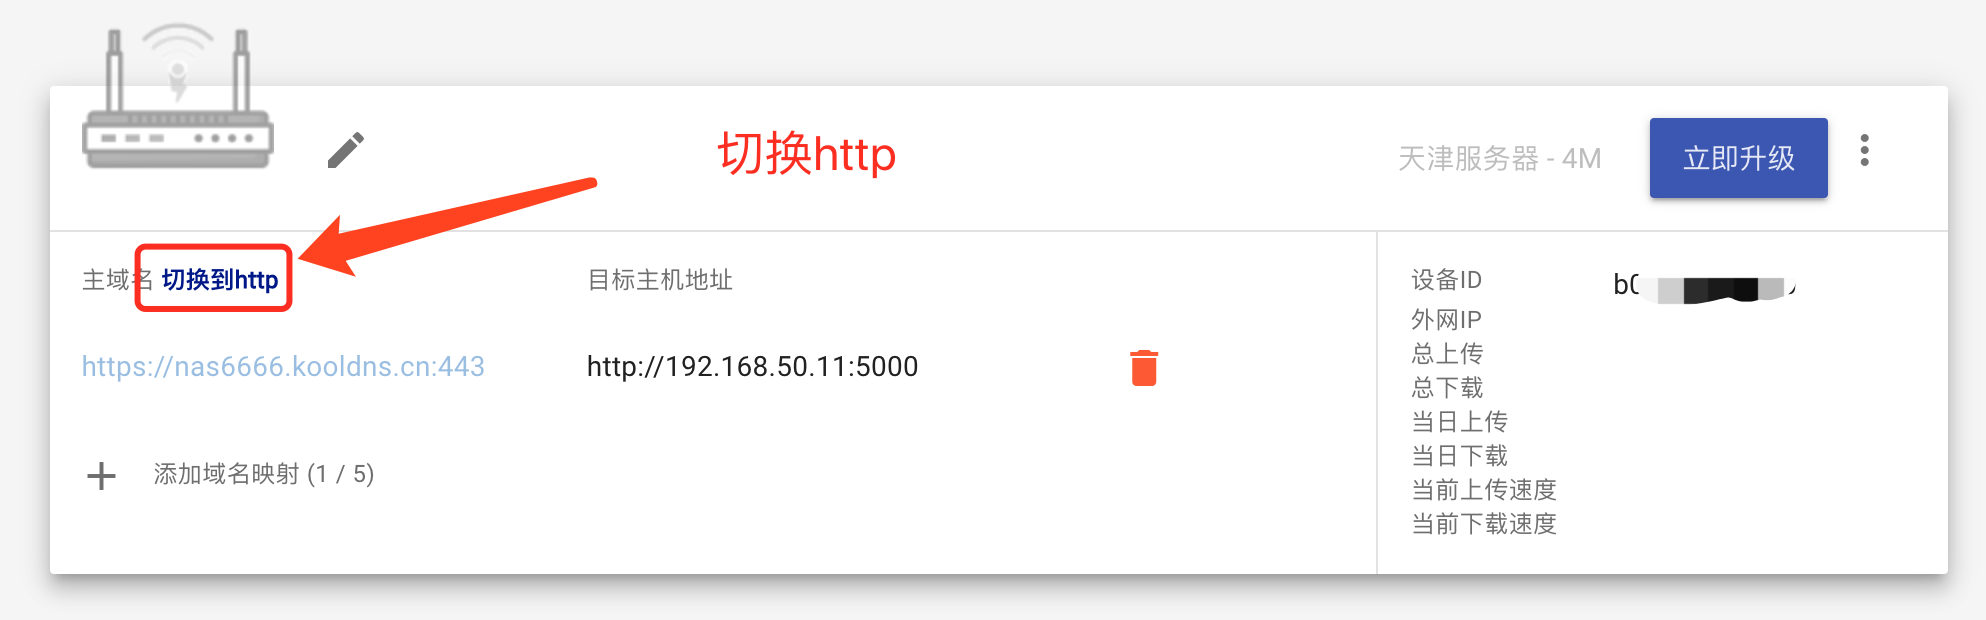 切换http
天津服务器 - 4M
立即升级
主域名 切换到http
目标主机地址
https://nas6666.kooldns.cn:443
http://192.168.50.11:5000
添加域名映射 (1 / 5)
设备ID
外网IP
总上传
总下载
当日上传
当日下载
当前上传速度
当前下载速度